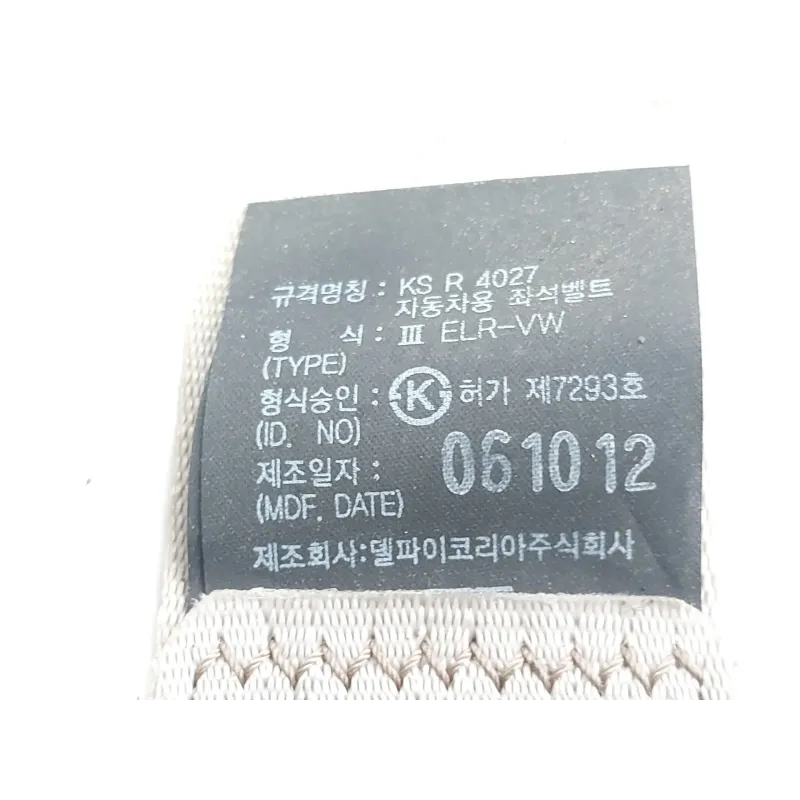 규격명칭 : KS R 4027
자동차용 좌석벨트
형 식 : Ⅲ ELR-VW
(TYPE)
형식승인 : K 허가 제7293호
(ID. NO)
제조일자 : 061012
(MDF. DATE)
제조회사:델파이코리아주식회사